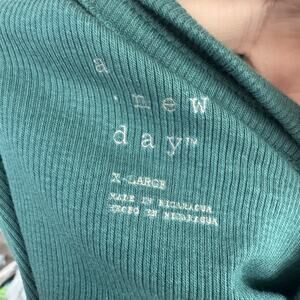 a
.new
day™
X-LARGE
MADE IN NICARAGUA
HECHO EN NICARAGUA